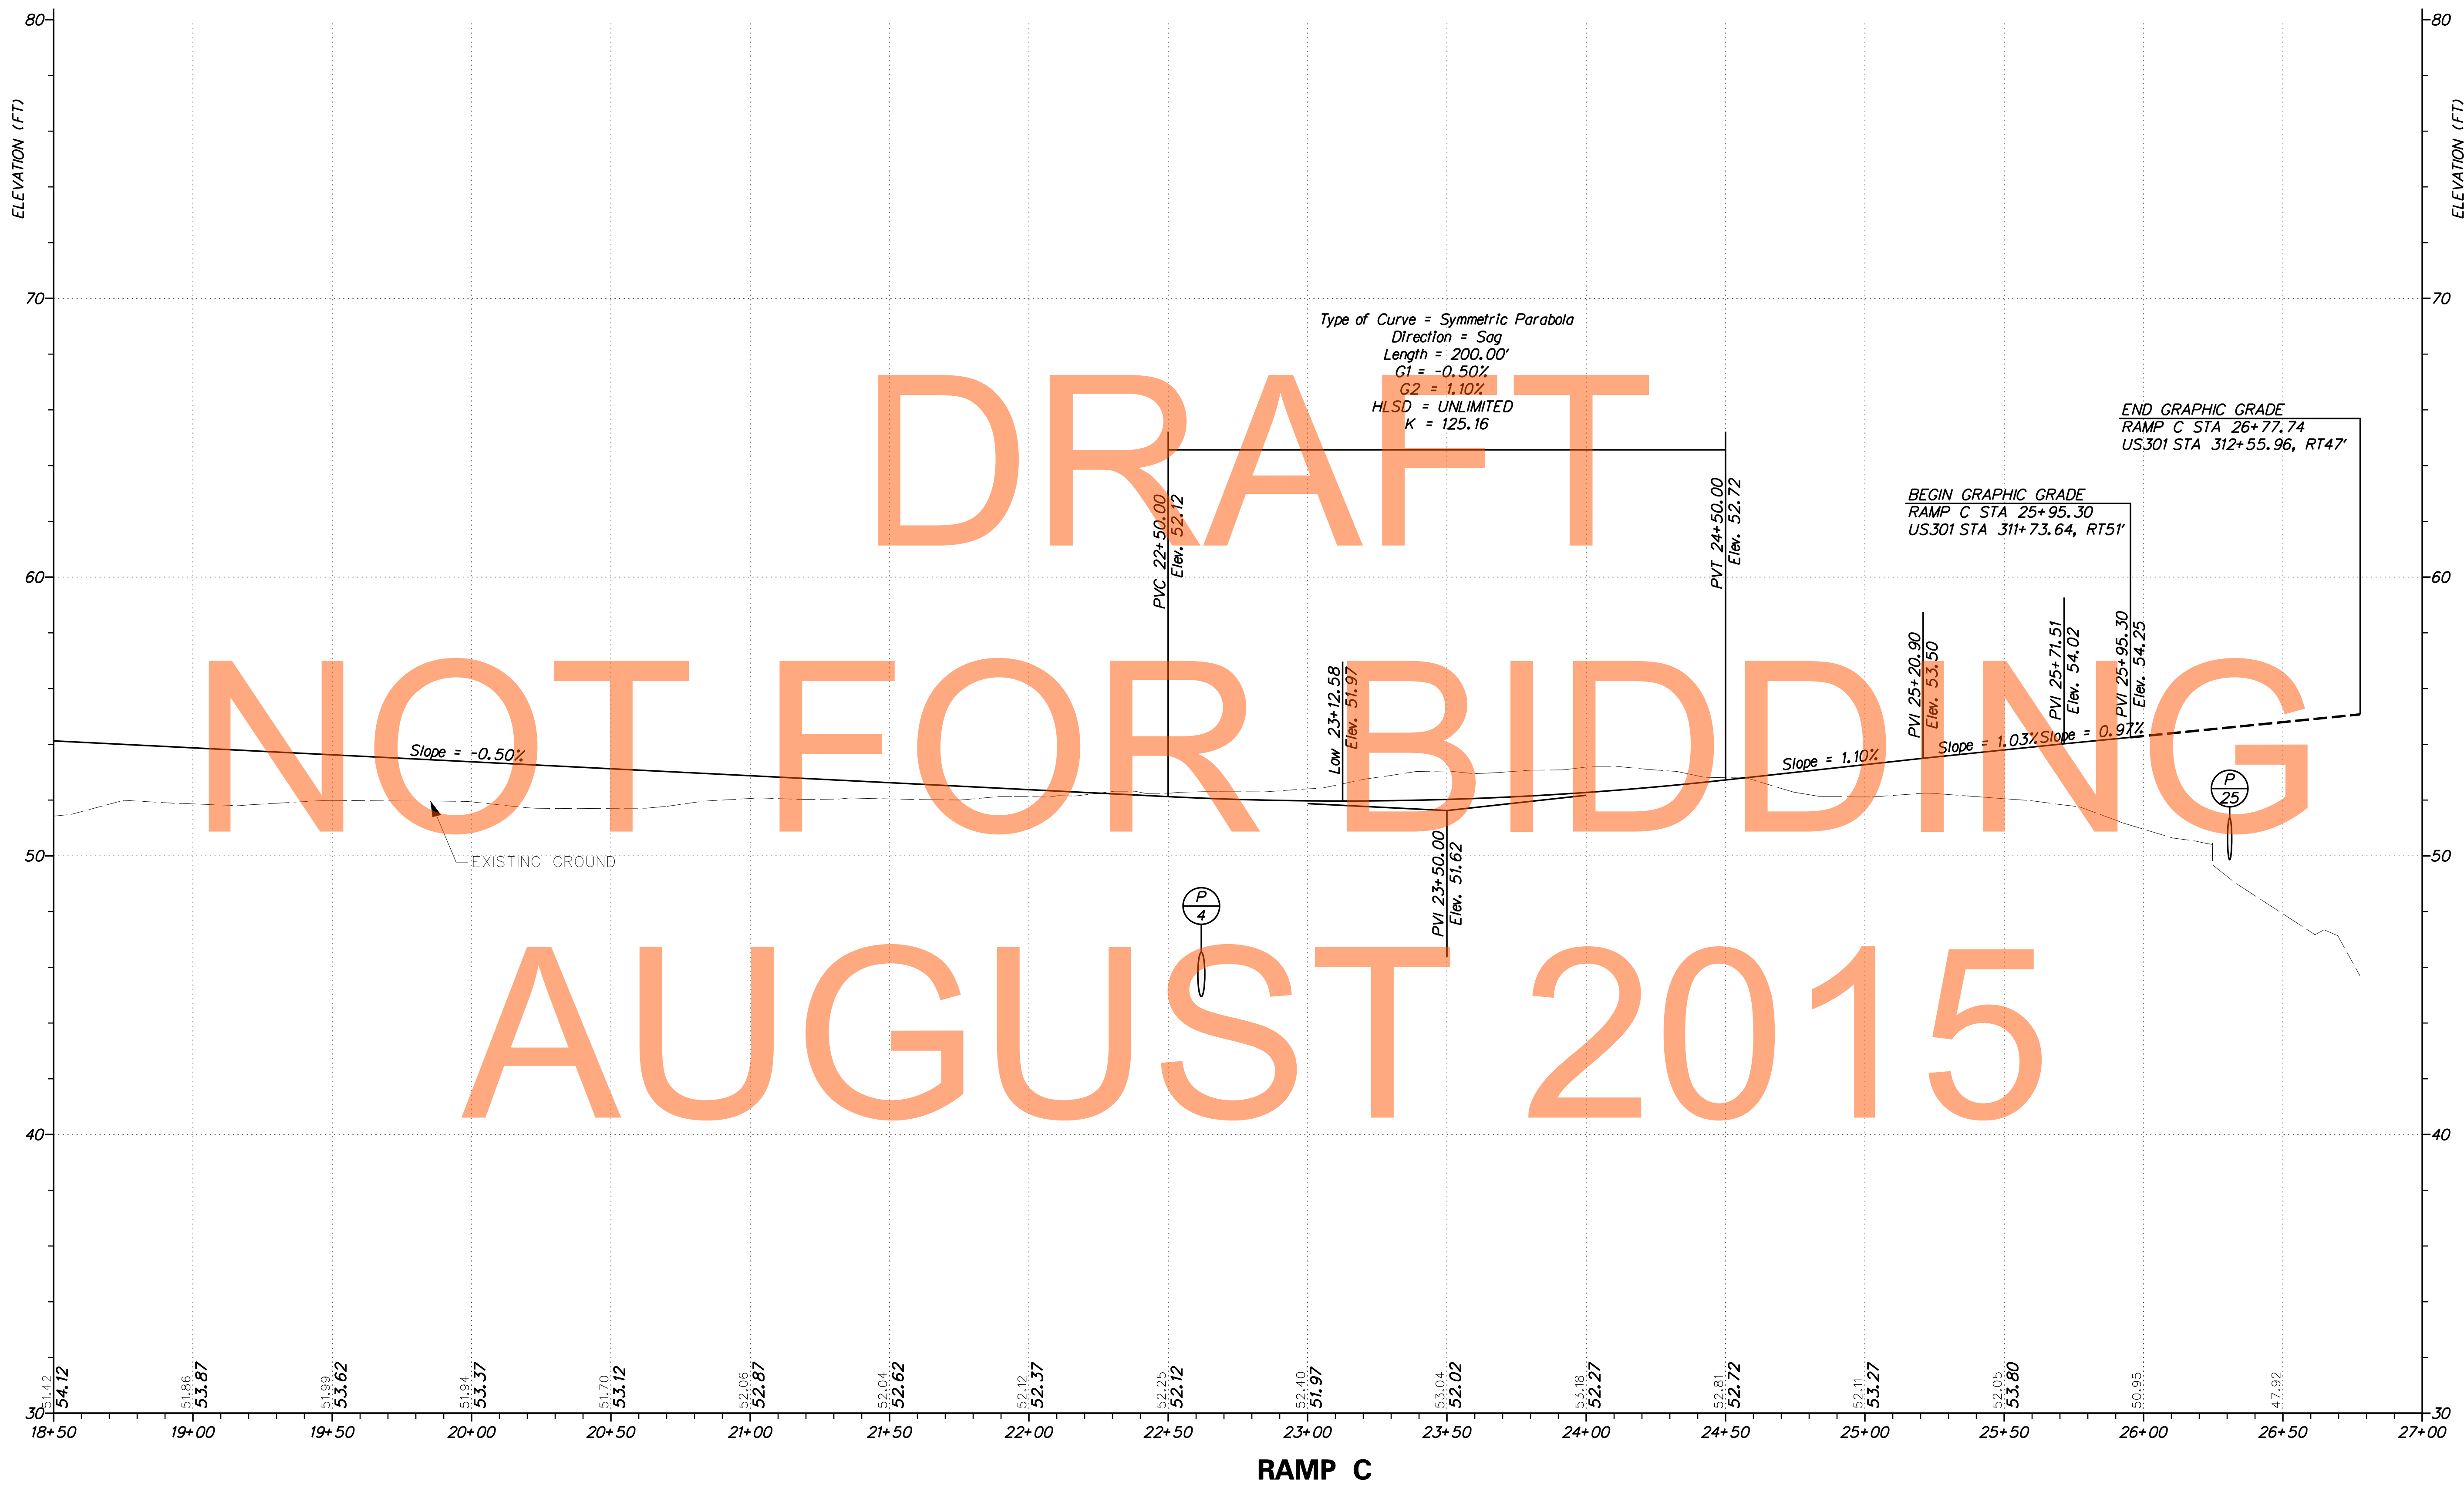 80
80
ELEVATION (FT)
ELEVATION (FT)
70
70
Type of Curve = Symmetric Parabola
Direction = Sag
Length = 200.00'
G1 = -0.50%
G2 = 1.10%
HLSD = UNLIMITED
K = 125.16
DRAFT
END GRAPHIC GRADE
RAMP C STA 26+77.74
US301 STA 312+55.96, RT47'
BEGIN GRAPHIC GRADE
RAMP C STA 25+95.30
US301 STA 311+73.64, RT51'
PVC 22+50.00
Elev. 52.12
PVT 24+50.00
Elev. 52.72
60
60
NOT FOR BIDDING
Low 23+12.58
Elev. 51.97
PVI 25+20.90
Elev. 53.50
PVI 25+71.51
Elev. 54.02
PVI 25+95.30
Elev. 54.25
Slope = -0.50%
Slope = 1.10%
Slope = 1.03%
Slope = 0.97%
P
25
EXISTING GROUND
50
50
PVI 23+50.00
Elev. 51.62
P
4
AUGUST 2015
40
40
51.42
54.12
51.86
53.87
51.99
53.62
51.94
53.37
51.70
53.12
52.06
52.87
52.04
52.62
52.12
52.37
52.25
52.12
52.40
51.97
53.04
52.02
53.18
52.27
52.81
52.72
52.11
53.27
52.05
53.80
50.95
47.92
30
30
18+50 19+00 19+50 20+00 20+50 21+00 21+50 22+00 22+50 23+00 23+50 24+00 24+50 25+00 25+50 26+00 26+50 27+00
RAMP C